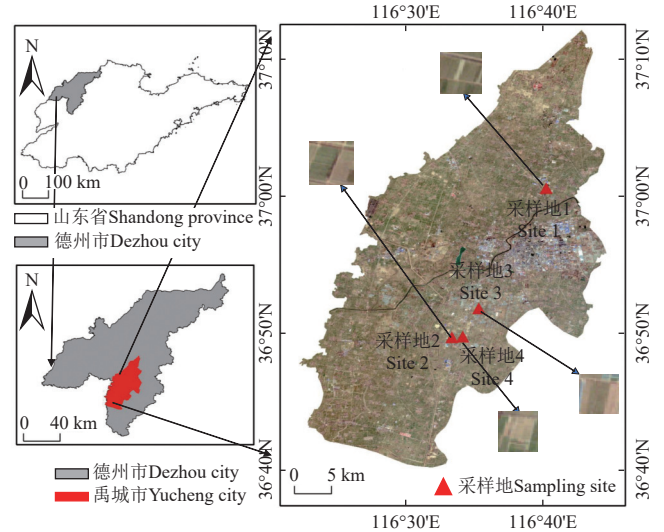 N
0 100 km
山东省Shandong province
德州市Dezhou city
N
0 40 km
德州市Dezhou city
禹城市Yucheng city
116°30′E 116°40′E
37°10′N
37°00′N
36°50′N
36°40′N
37°10′N
37°00′N
36°50′N
36°40′N
采样地1
Site 1
采样地3
Site 3
采样地2
Site 2
采样地4
Site 4
0 5 km
采样地Sampling site
116°30′E 116°40′E